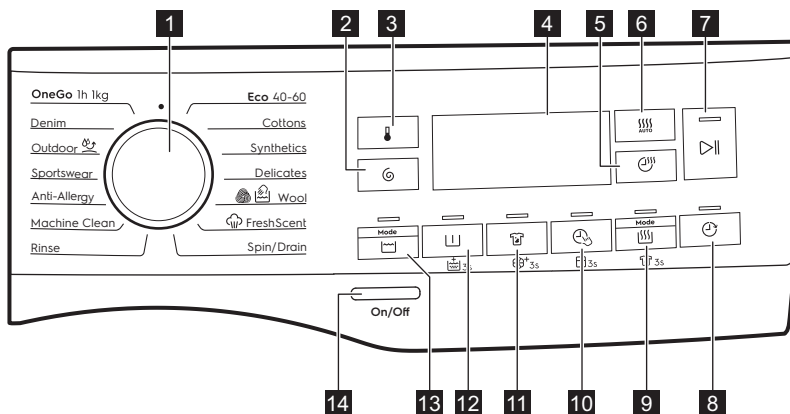 1
2
3
4
5
6
7
OneGo 1h 1kg
Denim
Outdoor
Sportswear
Anti-Allergy
Machine Clean
Rinse
Eco 40-60
Cottons
Synthetics
Delicates
Wool
FreshScent
Spin/Drain
AUTO
Mode
Mode
3s
3s
3s
3s
On/Off
14
13
12
11
10
9
8